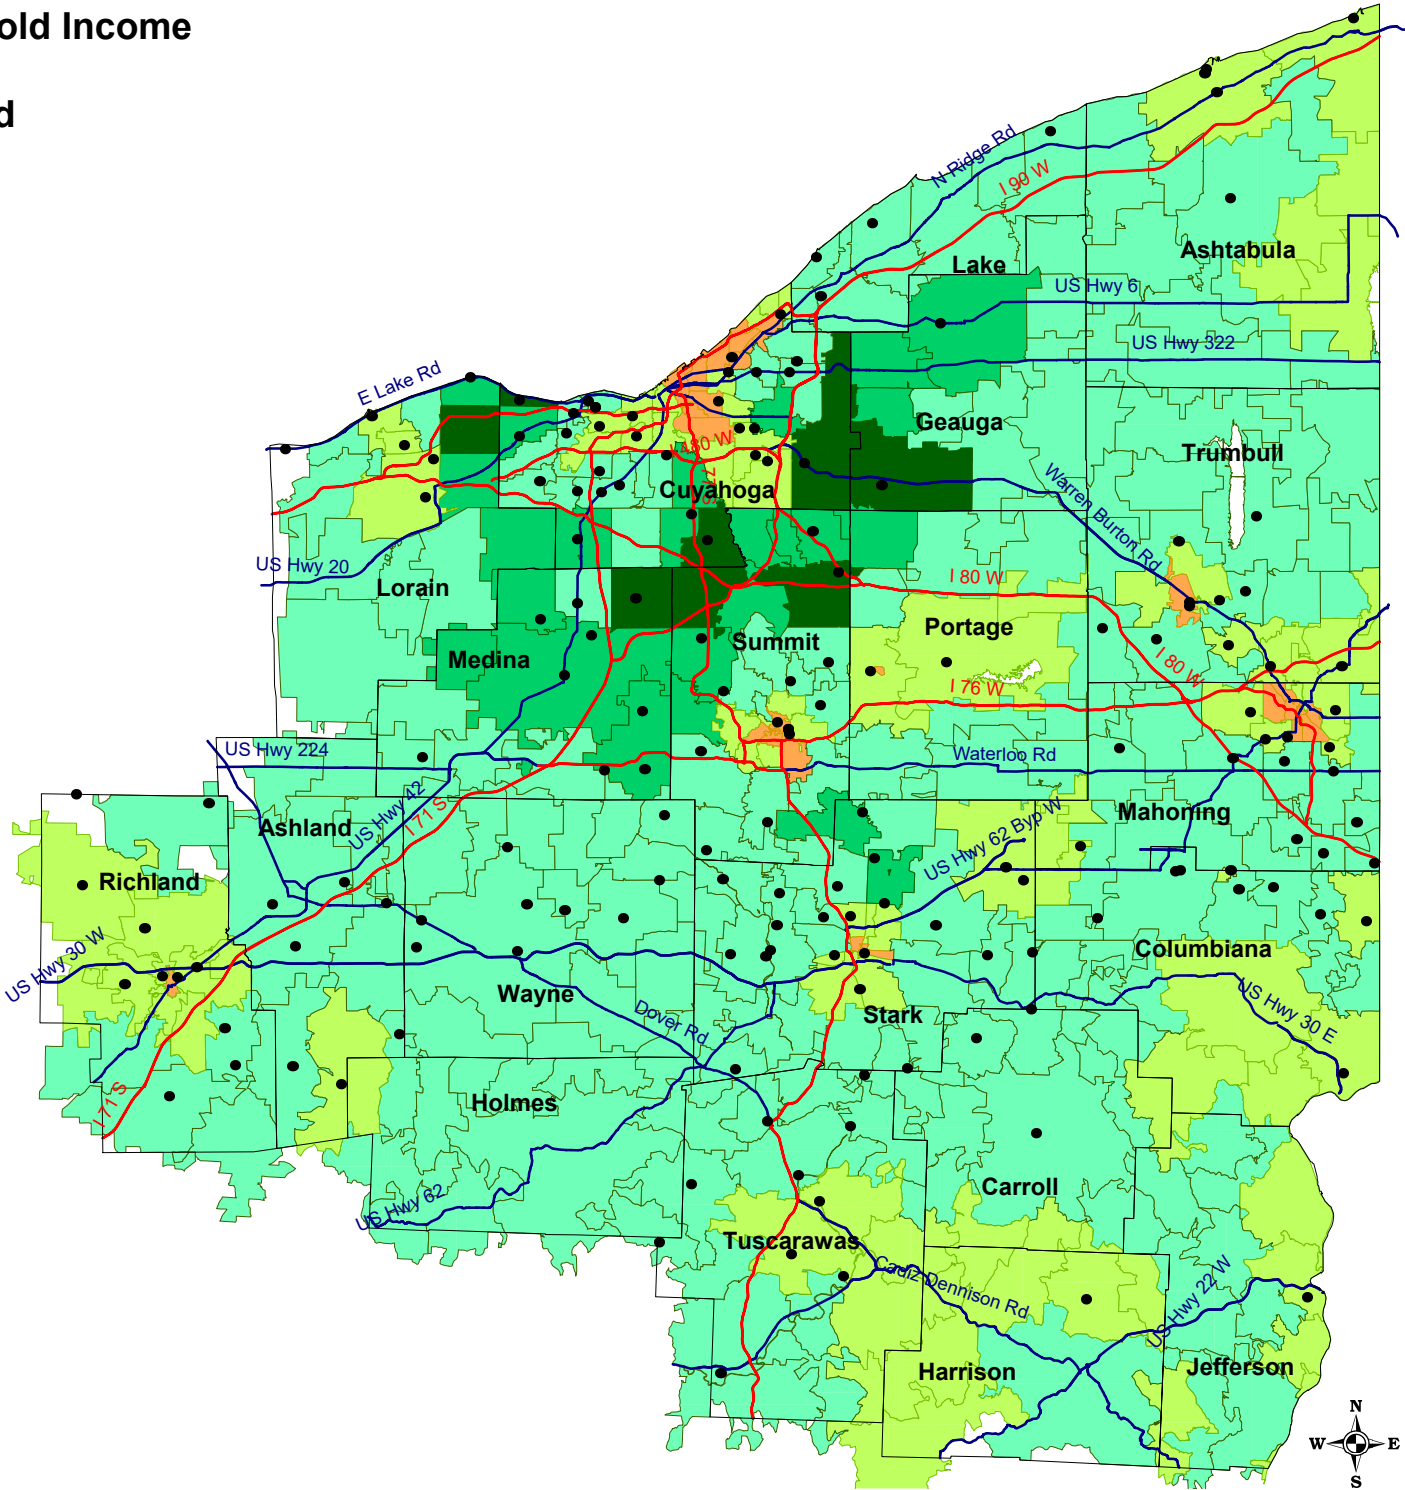 old Income
d
N Ridge Rd
I 90 W
Ashtabula
Lake
US Hwy 6
US Hwy 322
E Lake Rd
Geauga
I 480 W
Trumbull
Cuyahoga
Warren Burton Rd
US Hwy 20
Lorain
I 80 W
Portage
Summit
Medina
I 80 W
I 76 W
US Hwy 224
Waterloo Rd
US Hwy 42
I 71 S
Ashland
Mahoning
US Hwy 62 Byp W
Richland
US Hwy 30 W
Columbiana
Wayne
Dover Rd
Stark
US Hwy 30 E
I 71 S
Holmes
Carroll
US Hwy 62
Tuscarawas
Cadiz Dennison Rd
US Hwy 22 W
Harrison
Jefferson
N
W E
S